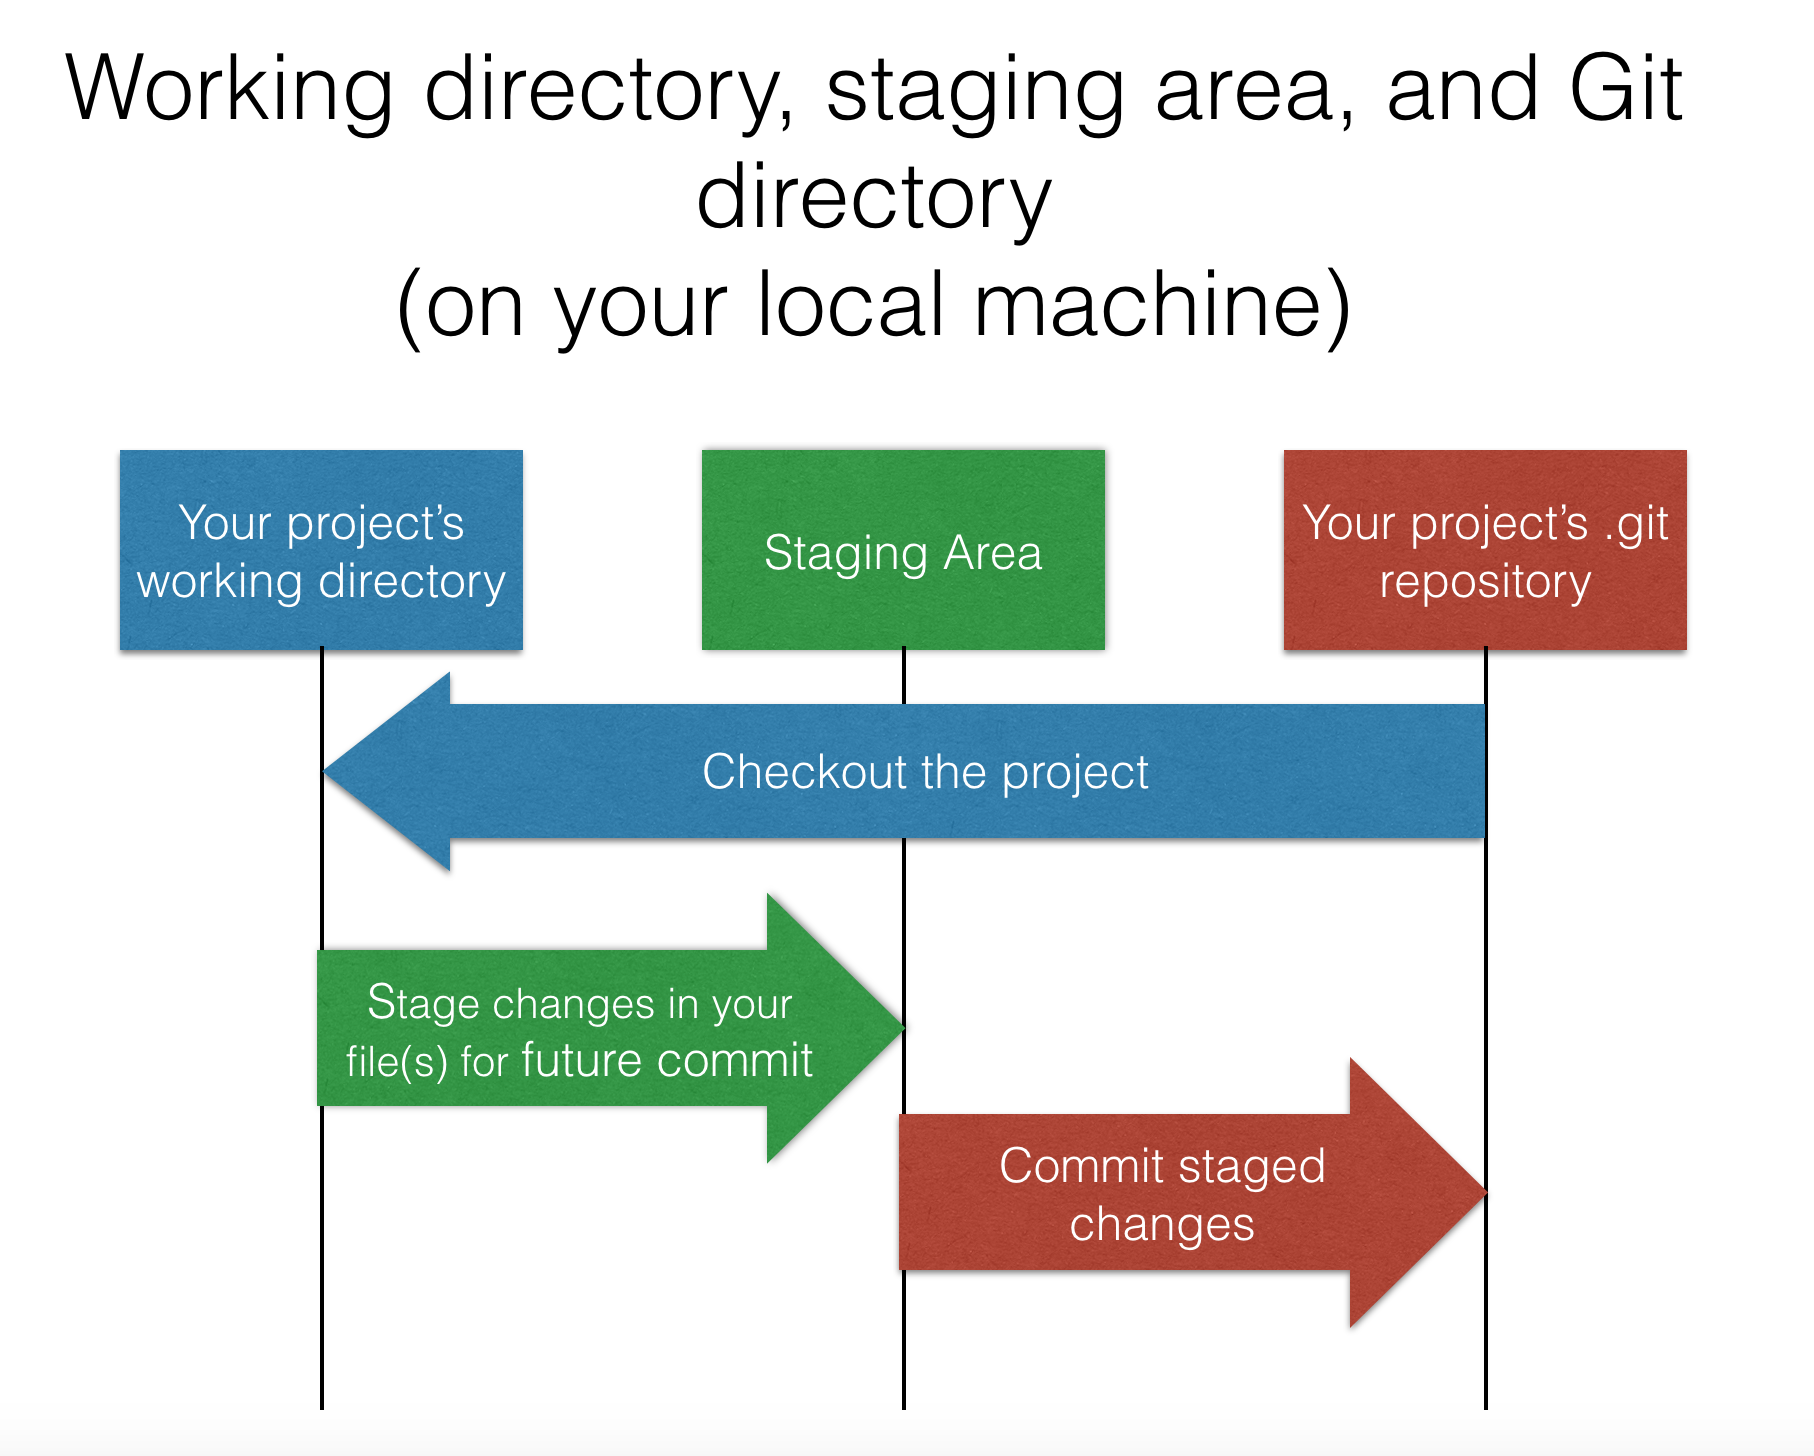 Working directory, staging area, and Git
directory
(on your local machine)
Your project’s
working directory
Staging Area
Your project’s .git
repository
Checkout the project
Stage changes in your
file(s) for future commit
Commit staged
changes